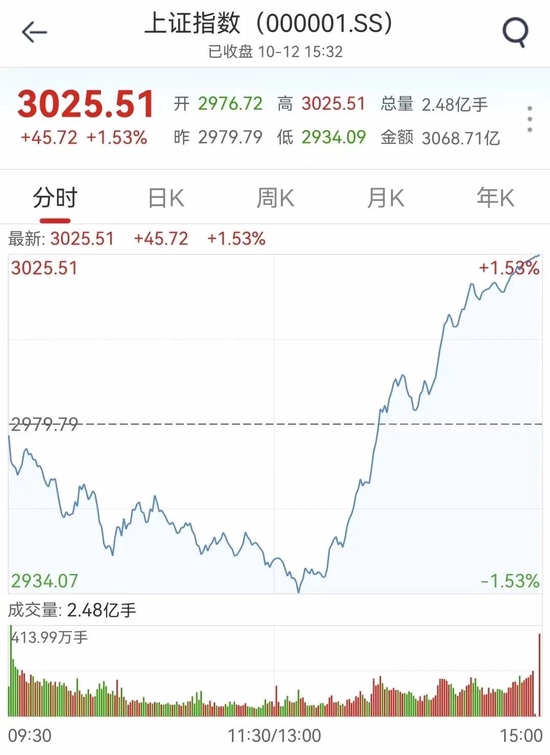 上证指数（000001.SS）
已收盘 10-12 15:32
3025.51
+45.72 +1.53%
开 2976.72 高 3025.51 总量 2.48亿手
昨 2979.79 低 2934.09 金额 3068.71亿
分时 日K 周K 月K 年K
最新: 3025.51 +45.72 +1.53%
3025.51 +1.53%
2979.79
2934.07 -1.53%
成交量: 2.48亿手
413.99万手
09:30 11:30/13:00 15:00